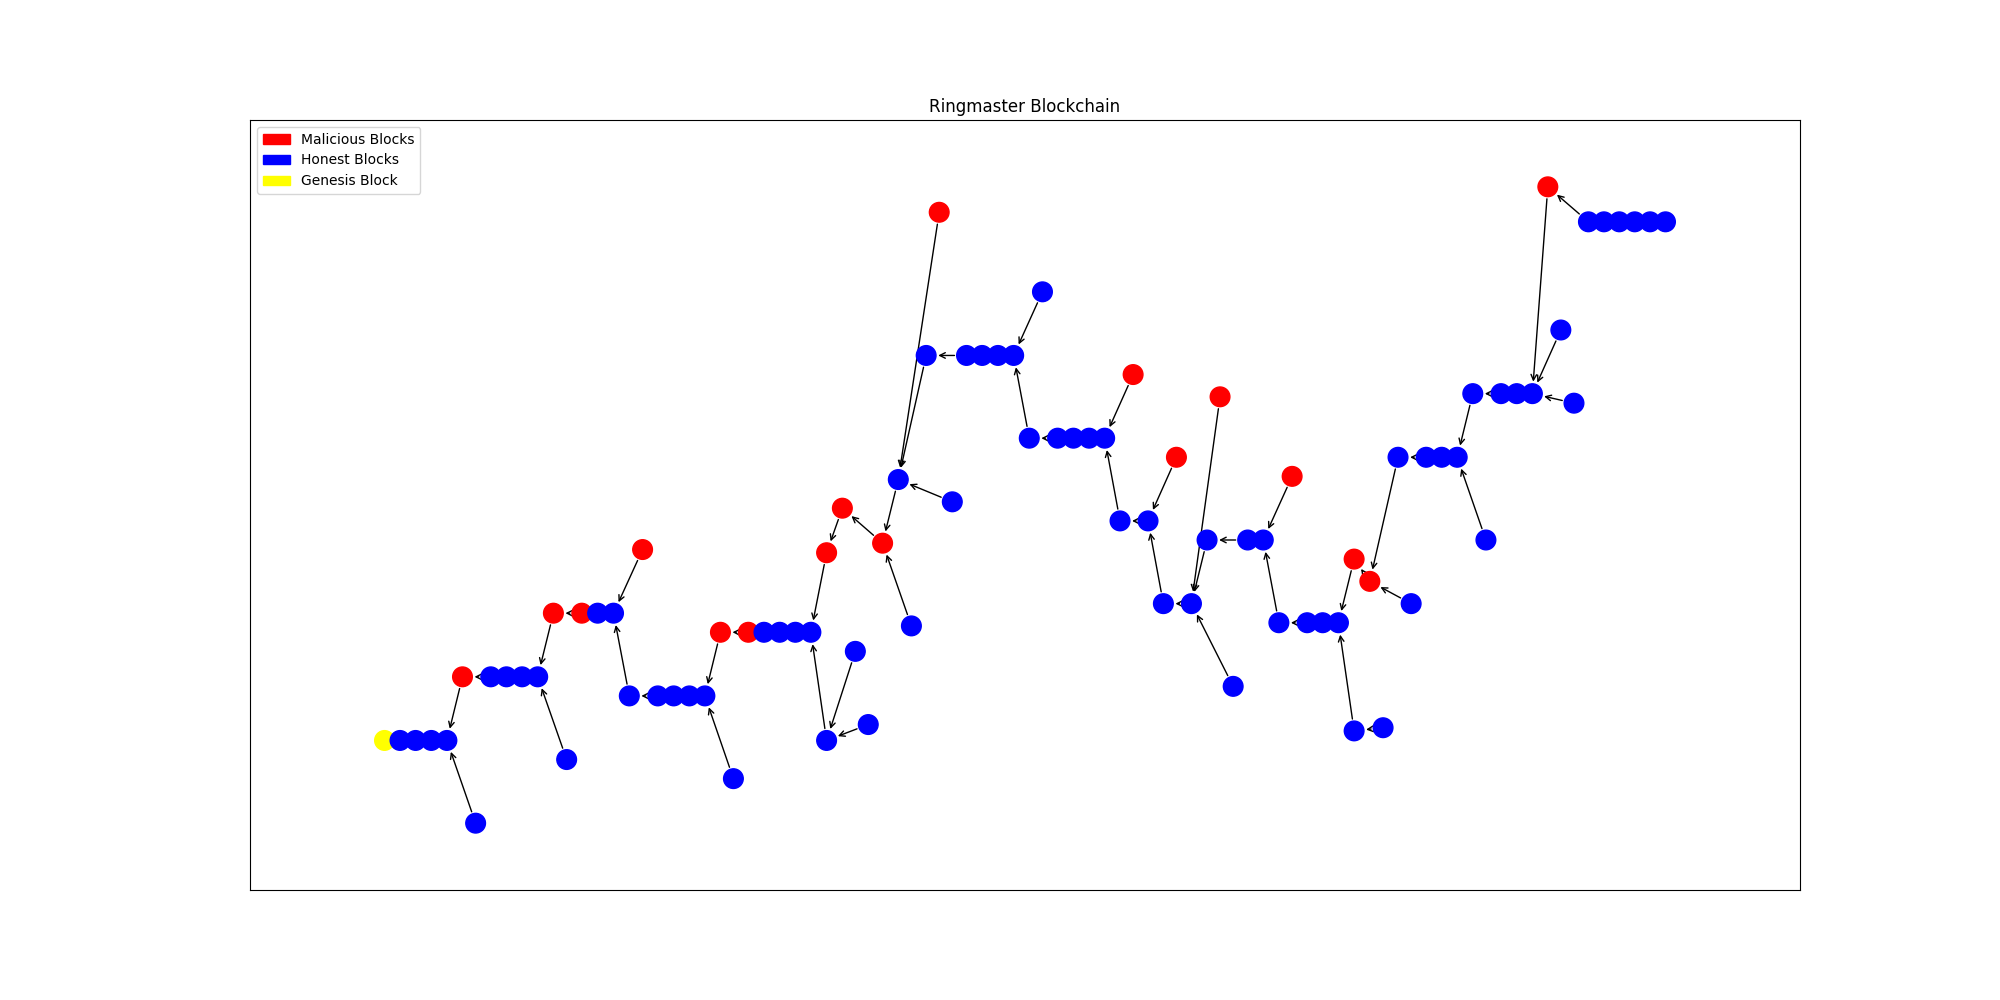 Ringmaster Blockchain
Malicious Blocks
Honest Blocks
Genesis Block